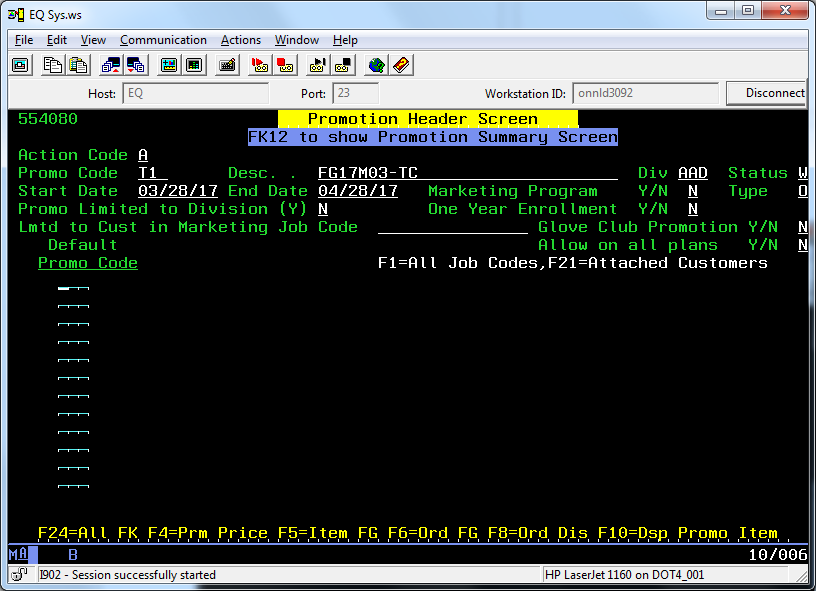 EQ Sys.ws
File Edit View Communication Actions Window Help
Host: EQ Port: 23 Workstation ID: onnld3092 Disconnect
554080 Promotion Header Screen
FK12 to show Promotion Summary Screen
Action Code A
Promo Code T1 Desc. . FG17M03-TC Div AAD Status W
Start Date 03/28/17 End Date 04/28/17 Marketing Program Y/N N Type O
Promo Limited to Division (Y) N One Year Enrollment Y/N N
Lmtd to Cust in Marketing Job Code Glove Club Promotion Y/N N
Default Allow on all plans Y/N N
Promo Code F1=All Job Codes,F21=Attached Customers
F24=All FK F4=Prm Price F5=Item FG F6=Ord FG F8=Ord Dis F10=Dsp Promo Item
MA B 10/006
I902 - Session successfully started HP LaserJet 1160 on DOT4_001